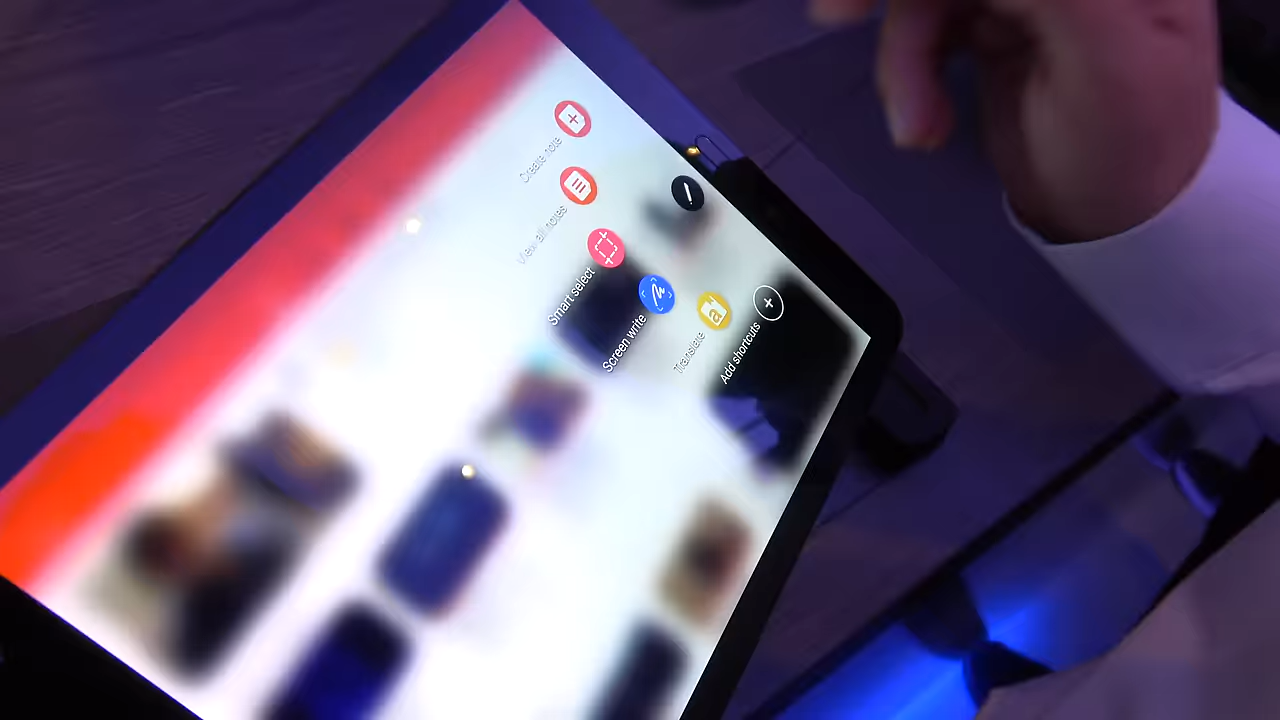 Create note
View all notes
Smart select
Screen write
Translate
Add shortcuts